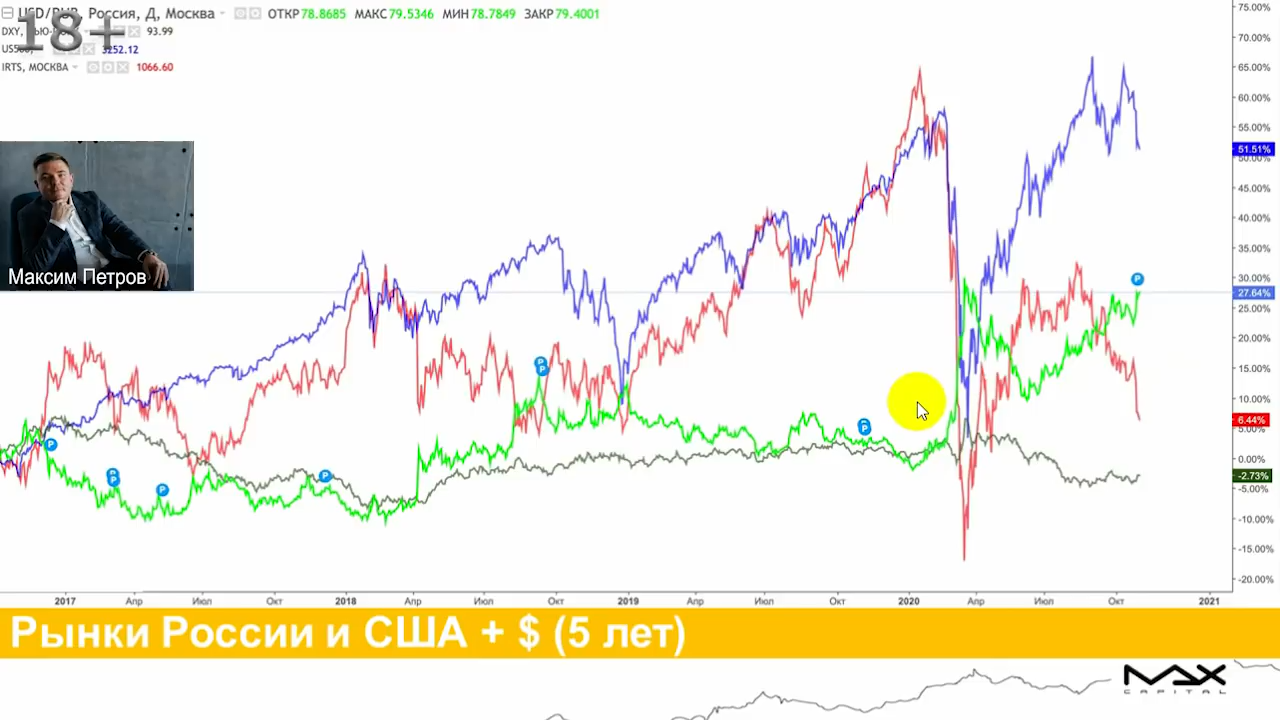 USD/RUB, Россия, Д, Москва ОТКР 78.8685 МАКС 79.5346 МИН 78.7849 ЗАКР 79.4001
18+
DXY, 93.99
US500, 3252.12
IRTS, МОСКВА 1066.60
Максим Петров
75.00%
70.00%
65.00%
60.00%
55.00%
51.51%
50.00%
45.00%
40.00%
35.00%
30.00%
27.64%
25.00%
20.00%
15.00%
10.00%
6.44%
5.00%
0.00%
-2.73%
-5.00%
-10.00%
-15.00%
-20.00%
P P P P P P P P P P
2017 Апр Июл Окт 2018 Апр Июл Окт 2019 Апр Июл Окт 2020 Апр Июл Окт 2021
Рынки России и США + $ (5 лет)
MAX
CAPITAL